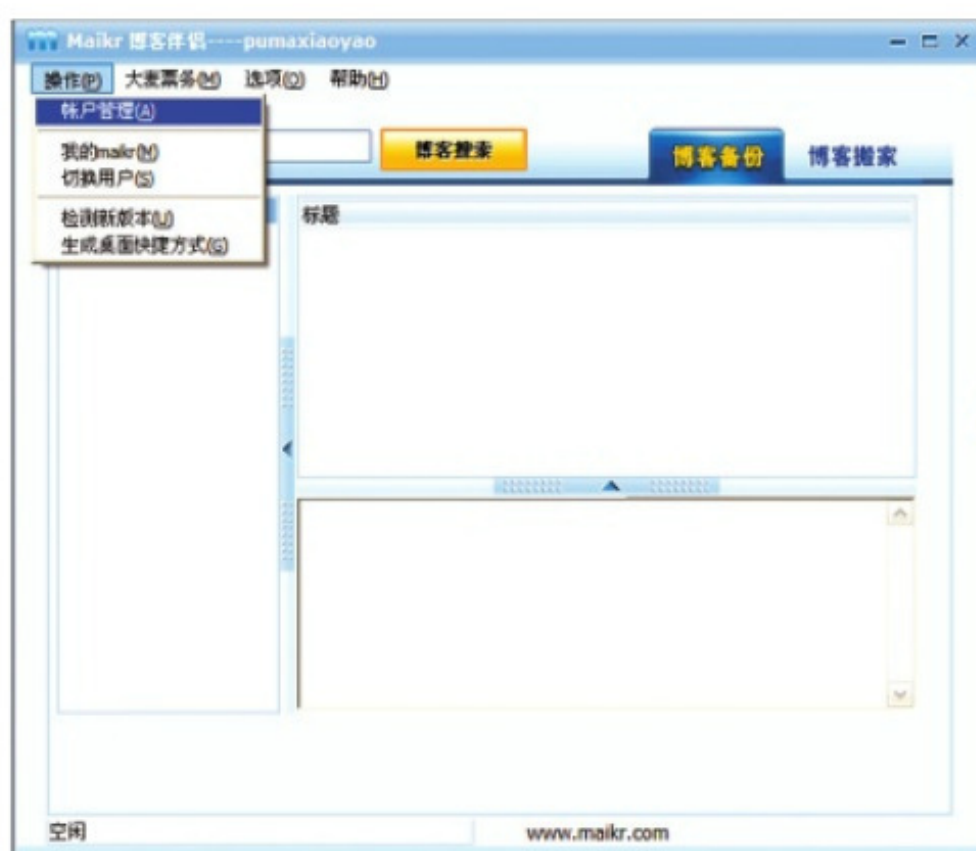 Maikr 博客伴侣----pumaxiaoyao
操作(P) 大麦票务(M) 选项(O) 帮助(H)
帐户管理(A)
我的maikr(M)
切换用户(S)
检测新版本(U)
生成桌面快捷方式(G)
博客搜索 博客备份 博客搬家
标题
空闲 www.maikr.com